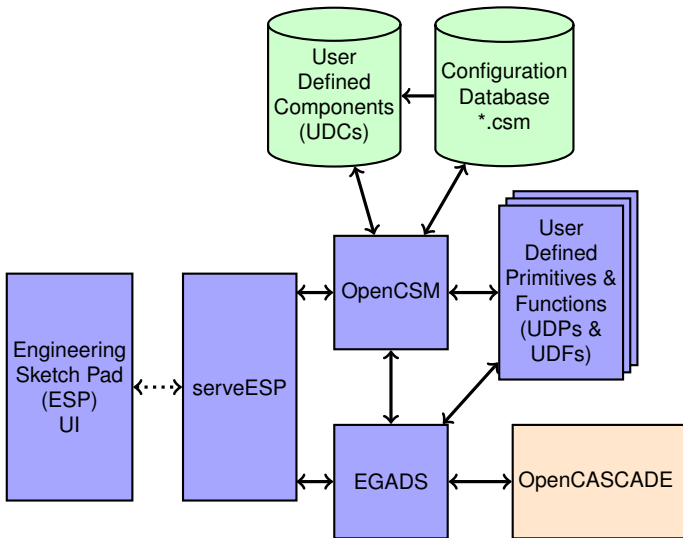 User
Defined
Components
(UDCs)
Configuration
Database
*.csm
OpenCSM
User
Defined
Primitives &
Functions
(UDPs &
UDFs)
Engineering
Sketch Pad
(ESP)
UI
serveESP
EGADS
OpenCASCADE